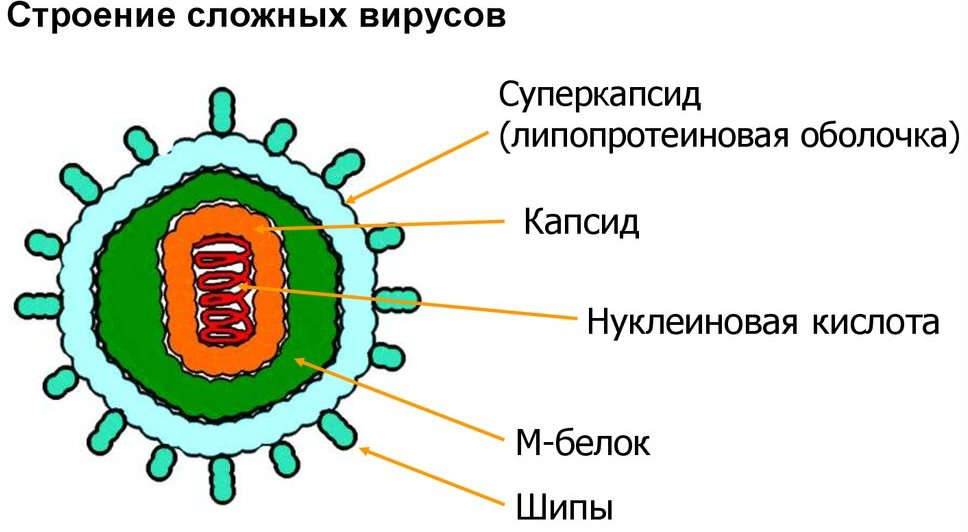 Строение сложных вирусов
Суперкапсид
(липопротеиновая оболочка)
Капсид
Нуклеиновая кислота
М-белок
Шипы